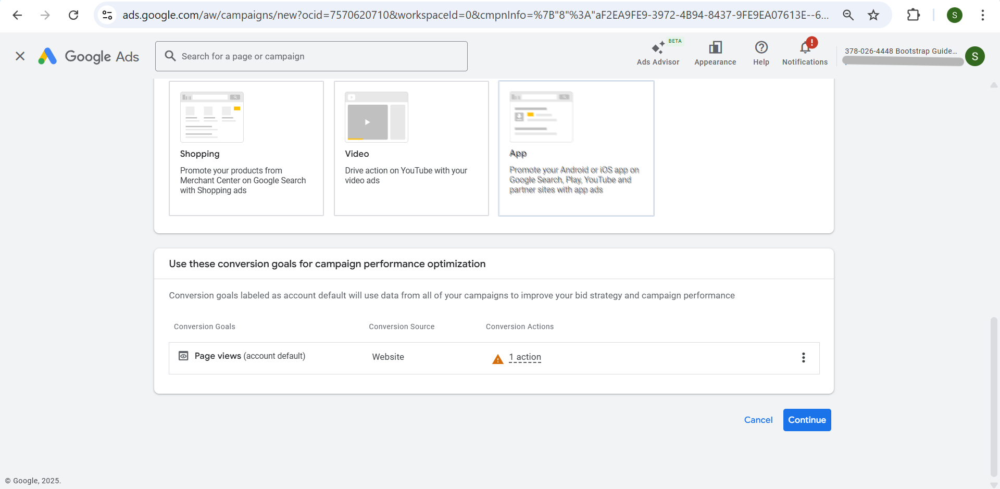 ads.google.com/aw/campaigns/new?ocid=7570620710&workspaceId=0&cmpnInfo=%7B"8"%3A"aF2EA9FE9-3972-4B94-8437-9FE9EA07613E--6...
S
Google Ads
Search for a page or campaign
BETA
Ads Advisor
Appearance
Help
!
Notifications
378-026-4448 Bootstrap Guide...
S
Shopping
Promote your products from
Merchant Center on Google Search
with Shopping ads
Video
Drive action on YouTube with your
video ads
App
Promote your Android or iOS app on
Google Search, Play, YouTube and
partner sites with app ads
Use these conversion goals for campaign performance optimization
Conversion goals labeled as account default will use data from all of your campaigns to improve your bid strategy and campaign performance
Conversion Goals
Conversion Source
Conversion Actions
Page views (account default)
Website
1 action
Cancel
Continue
© Google, 2025.